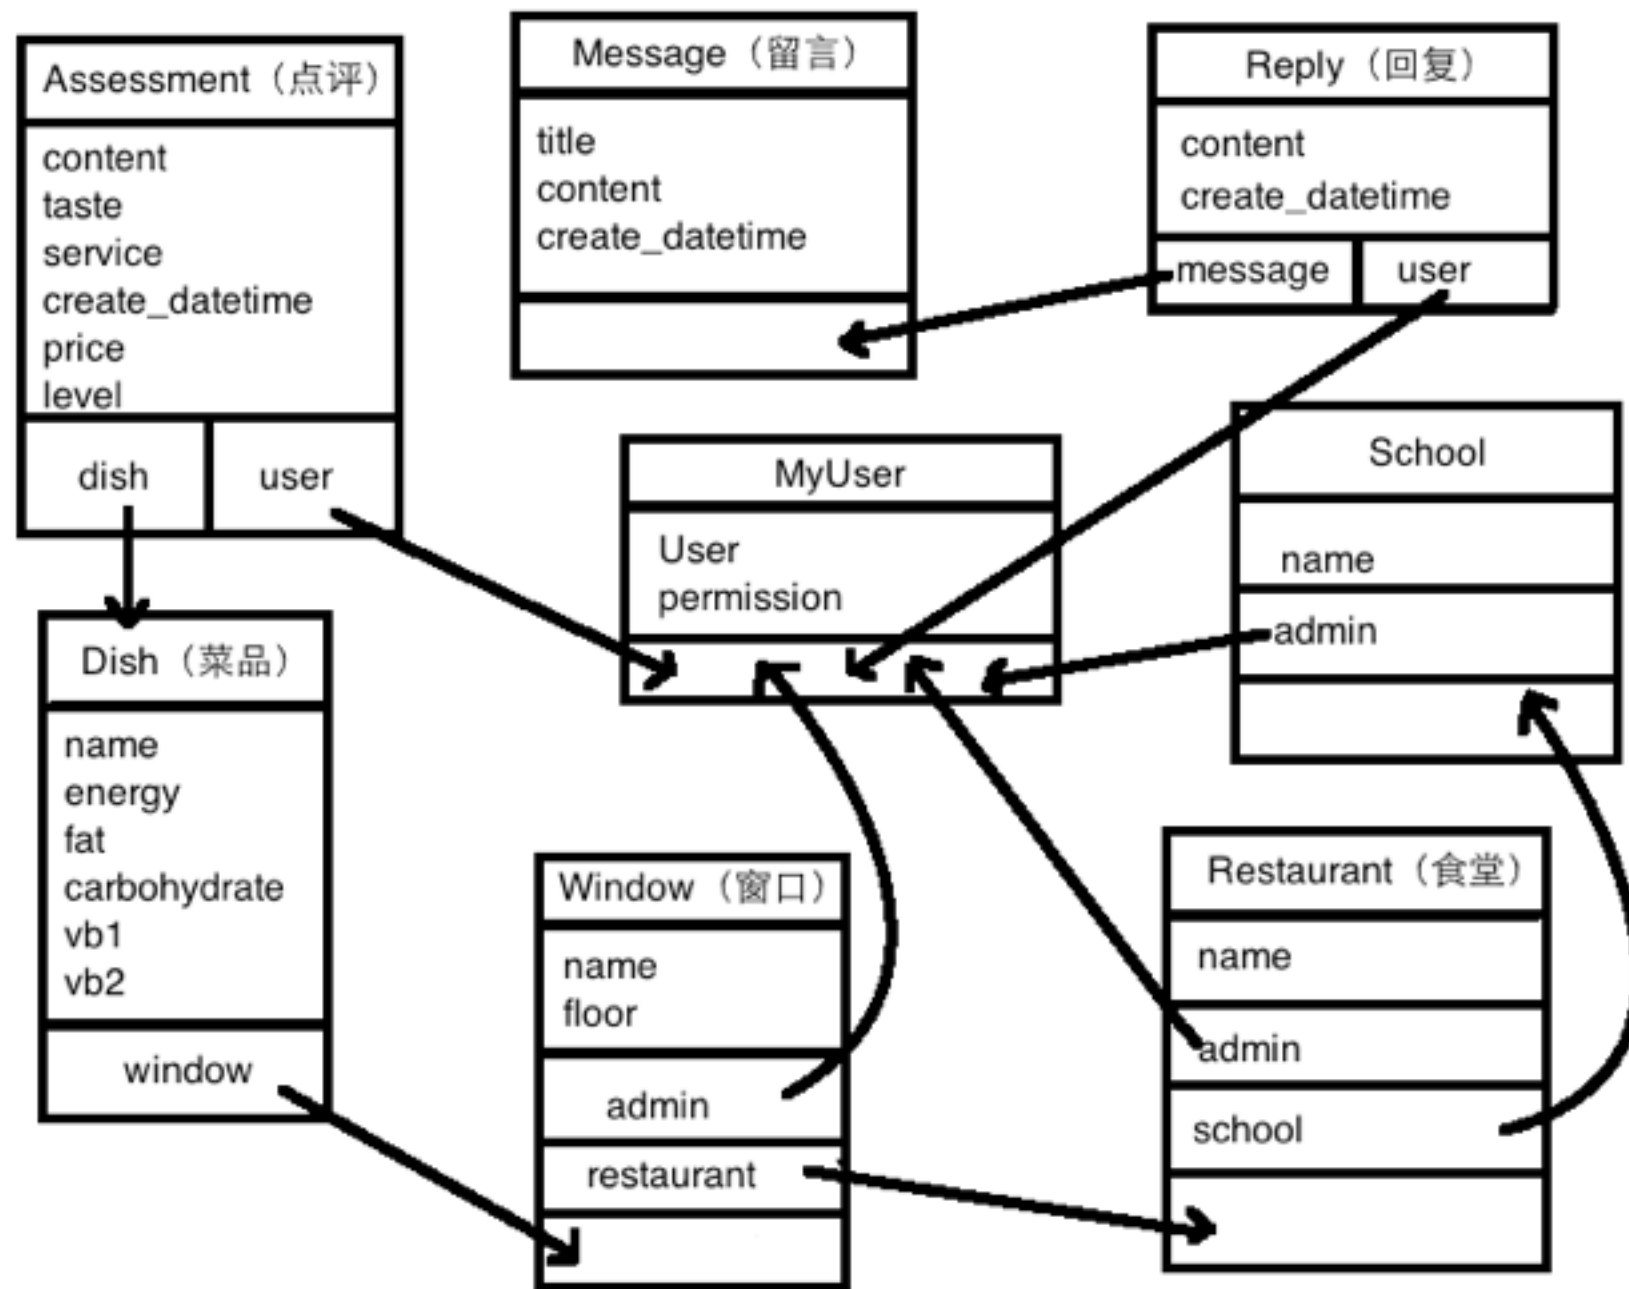 Assessment（点评）
content
taste
service
create_datetime
price
level
dish
user
Message（留言）
title
content
create_datetime
Reply（回复）
content
create_datetime
message
user
MyUser
User
permission
School
name
admin
Dish（菜品）
name
energy
fat
carbohydrate
vb1
vb2
window
Window（窗口）
name
floor
admin
restaurant
Restaurant（食堂）
name
admin
school